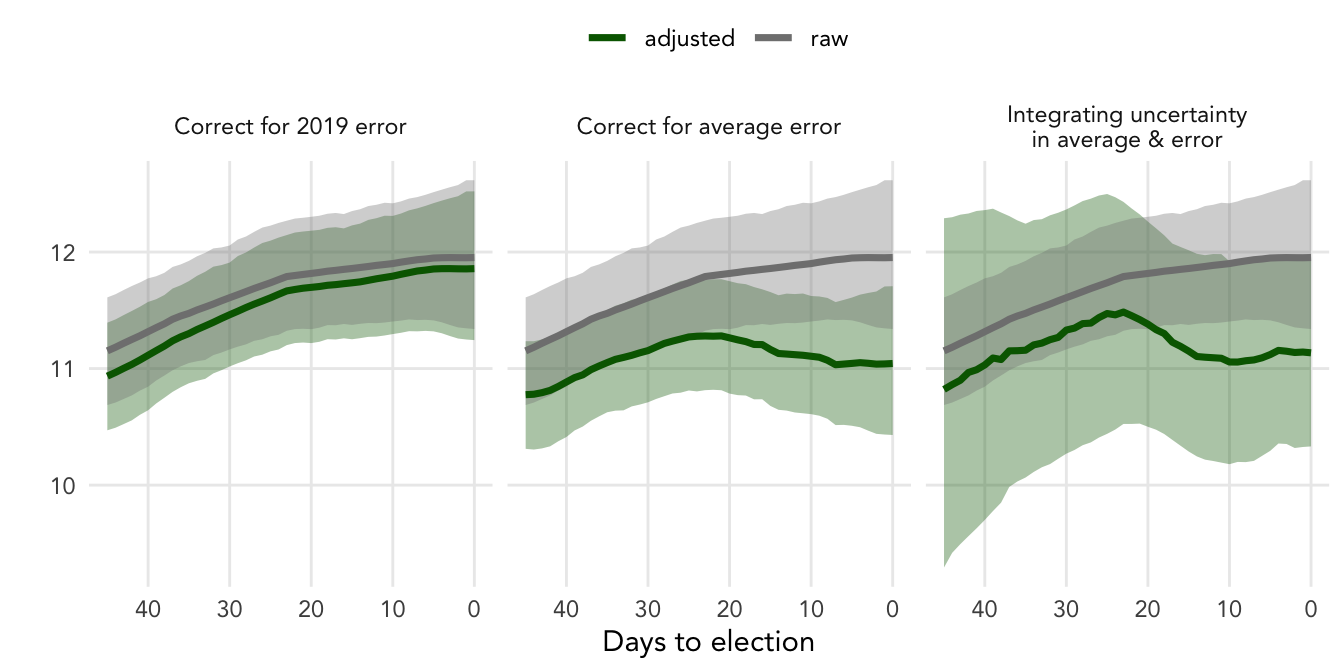 adjusted raw
Correct for 2019 error
Correct for average error
Integrating uncertainty
in average & error
12
11
10
40 30 20 10 0
40 30 20 10 0
40 30 20 10 0
Days to election